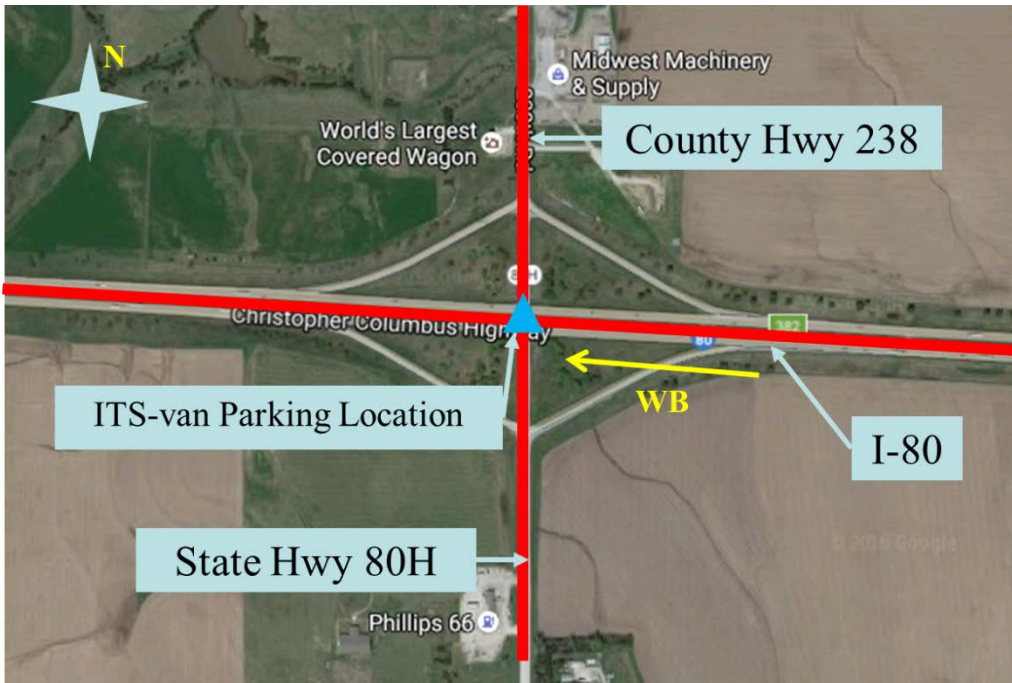 N
Midwest Machinery
& Supply
World's Largest
Covered Wagon
County Hwy 238
Christopher Columbus Highway
382
80
WB
ITS-van Parking Location
I-80
State Hwy 80H
© 2016 Google
Phillips 66